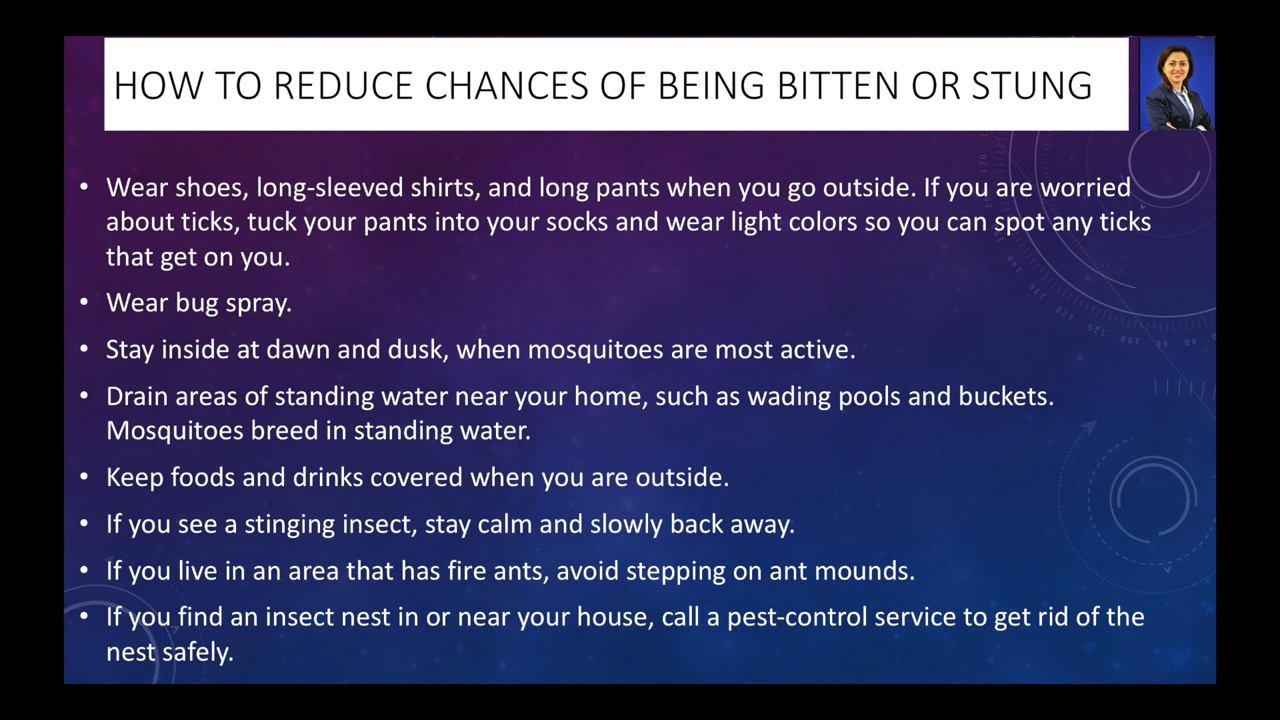 HOW TO REDUCE CHANCES OF BEING BITTEN OR STUNG
• Wear shoes, long-sleeved shirts, and long pants when you go outside. If you are worried
about ticks, tuck your pants into your socks and wear light colors so you can spot any ticks
that get on you.
• Wear bug spray.
• Stay inside at dawn and dusk, when mosquitoes are most active.
• Drain areas of standing water near your home, such as wading pools and buckets.
Mosquitoes breed in standing water.
• Keep foods and drinks covered when you are outside.
• If you see a stinging insect, stay calm and slowly back away.
• If you live in an area that has fire ants, avoid stepping on ant mounds.
• If you find an insect nest in or near your house, call a pest-control service to get rid of the
nest safely.